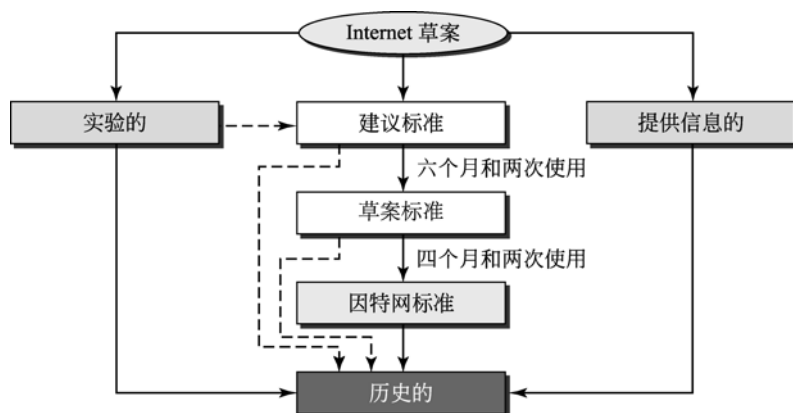 Internet 草案
实验的
建议标准
提供信息的
六个月和两次使用
草案标准
四个月和两次使用
因特网标准
历史的